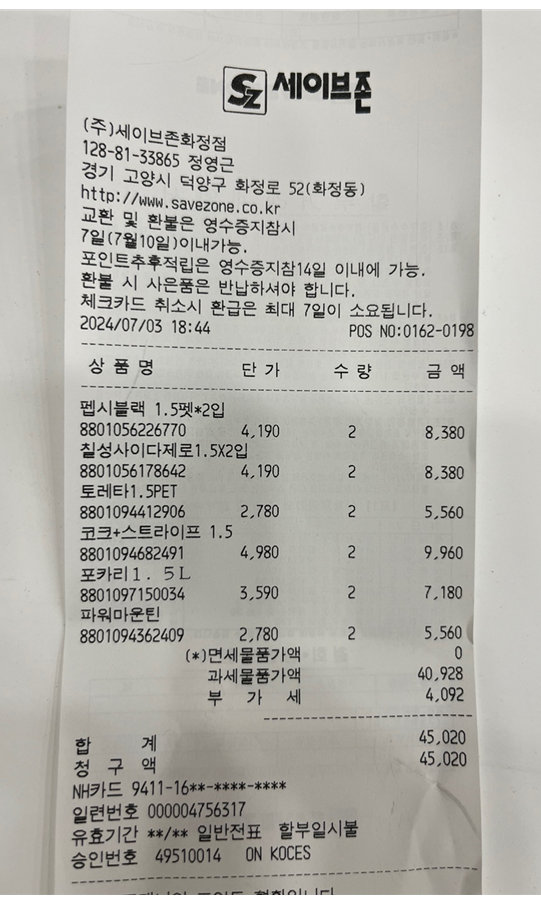 SZ 세이브존
(주)세이브존화정점
128-81-33865 정영근
경기 고양시 덕양구 화정로 52(화정동)
http://www.savezone.co.kr
교환 및 환불은 영수증지참시
7일(7월10일)이내가능.
포인트추후적립은 영수증지참14일 이내에 가능.
환불 시 사은품은 반납하셔야 합니다.
체크카드 취소시 환급은 최대 7일이 소요됩니다.
2024/07/03 18:44 POS NO:0162-0198
상 품 명 단 가 수 량 금 액
펩시블랙 1.5펫*2입
8801056226770 4,190 2 8,380
칠성사이다제로1.5X2입
8801056178642 4,190 2 8,380
토레타1.5PET
8801094412906 2,780 2 5,560
코크+스트라이프 1.5
8801094682491 4,980 2 9,960
포카리1.5L
8801097150034 3,590 2 7,180
파워마운틴
8801094362409 2,780 2 5,560
(*)면세물품가액 0
과세물품가액 40,928
부 가 세 4,092
합 계 45,020
청 구 액 45,020
NH카드 9411-16**-****-****
일련번호 000004756317
유효기간 **/** 일반전표 할부일시불
승인번호 49510014 ON KOCES